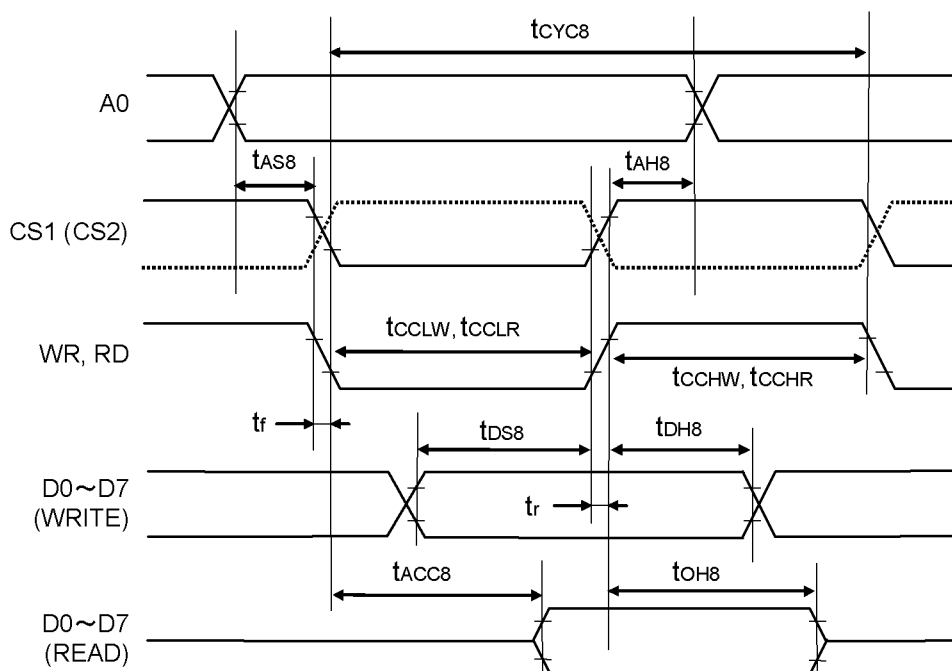 tCYC8
A0
tAS8
tAH8
CS1 (CS2)
tCCLW, tCCLR
WR, RD
tCCHW, tCCHR
tf
tDS8
tDH8
D0～D7
(WRITE)
tr
tACC8
tOH8
D0～D7
(READ)